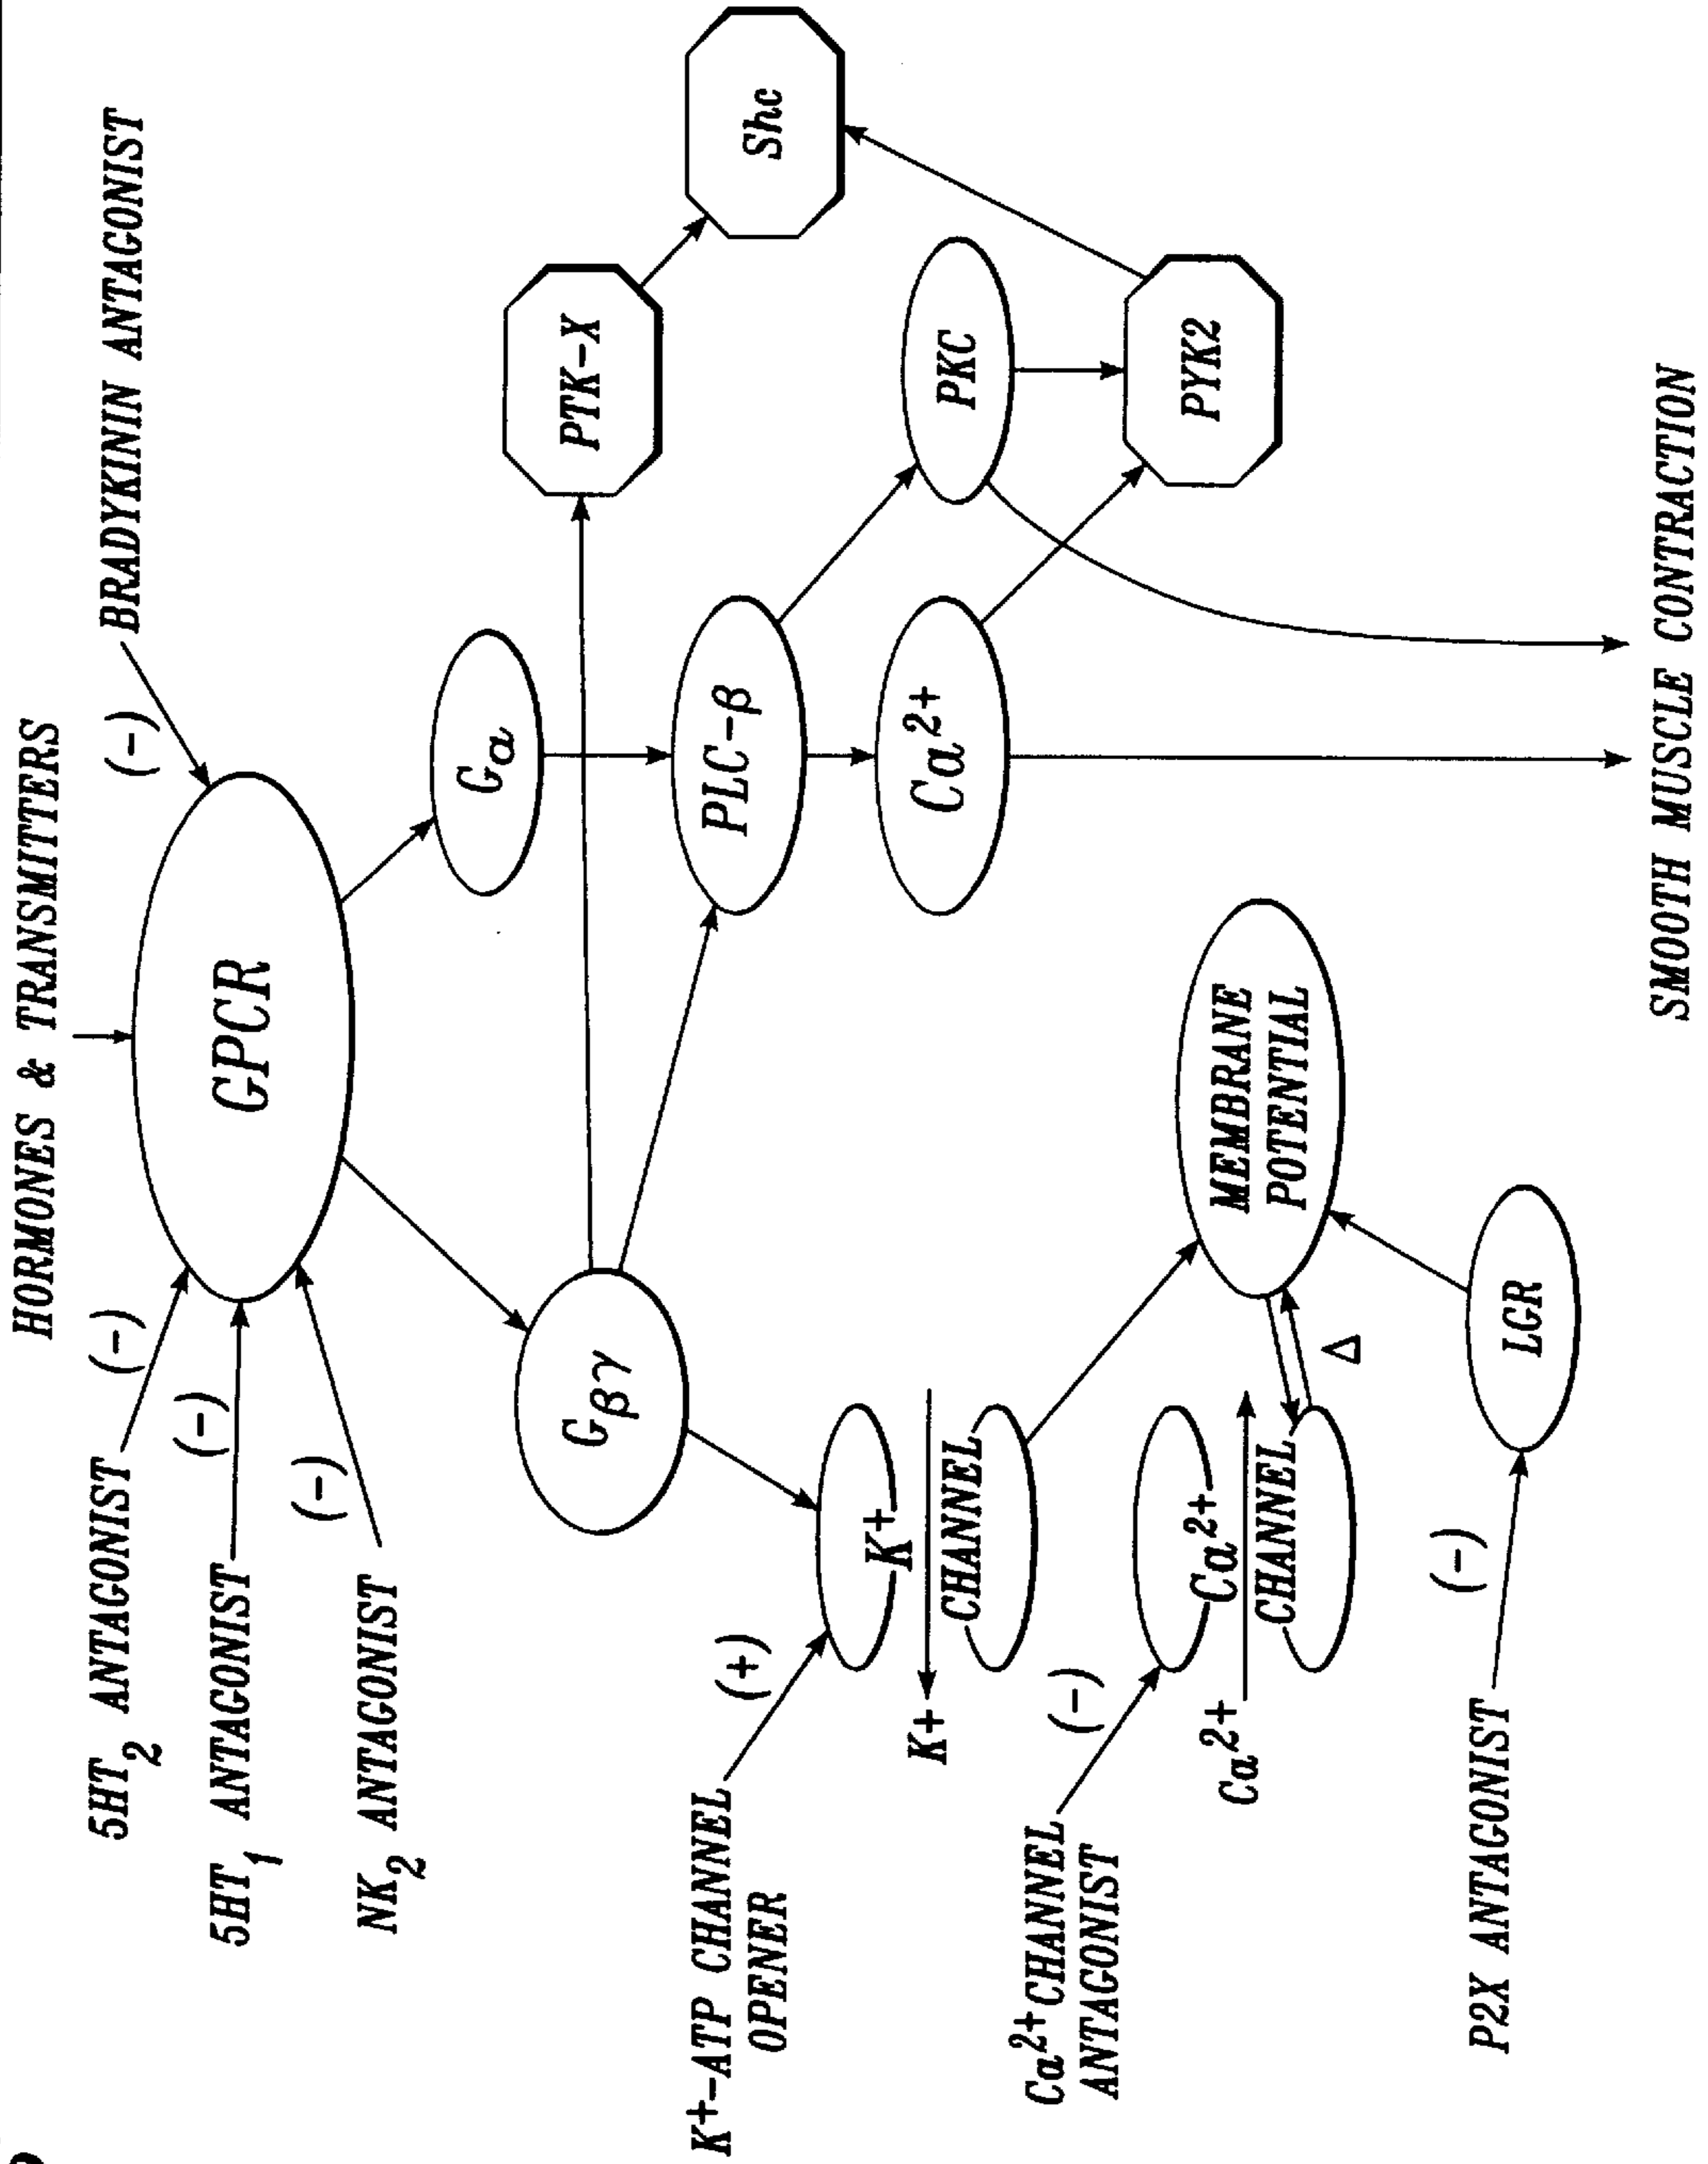 HORMONES & TRANSMITTERS
5HT2 ANTAGONIST
(-)
(-)
BRADYKININ ANTAGONIST
5HT1 ANTAGONIST
(-)
GPCR
NK2 ANTAGONIST
(-)
Gα
Gβγ
PTK-X
K+-ATP CHANNEL
OPENER
(+)
PLC-β
Shc
K+
K+
CHANNEL
Ca2+
PKC
Ca2+CHANNEL
ANTAGONIST
(-)
Ca2+
Ca2+
CHANNEL
MEMBRANE
POTENTIAL
PYK2
Δ
P2X ANTAGONIST
(-)
LGR
SMOOTH MUSCLE CONTRACTION